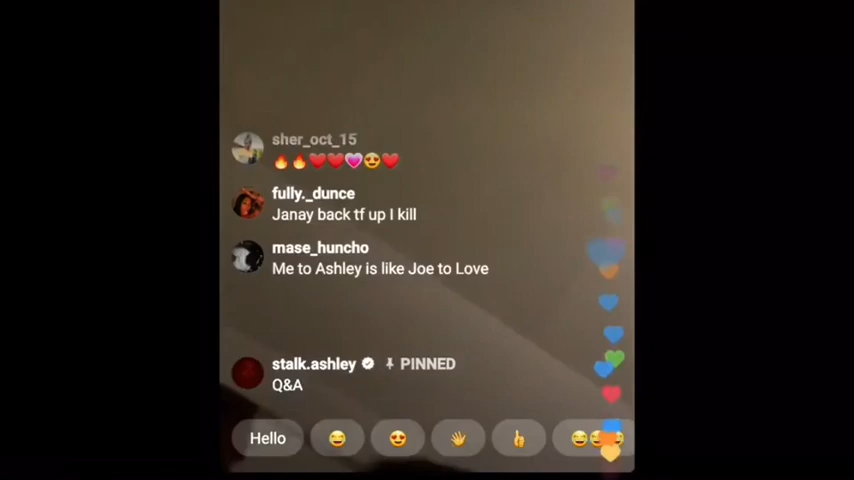 sher_oct_15
🔥🔥❤️❤️💗😍❤️
fully._dunce
Janay back tf up I kill
mase_huncho
Me to Ashley is like Joe to Love
stalk.ashley PINNED
Q&A
Hello 😂 😍 👋 👍 😂😂